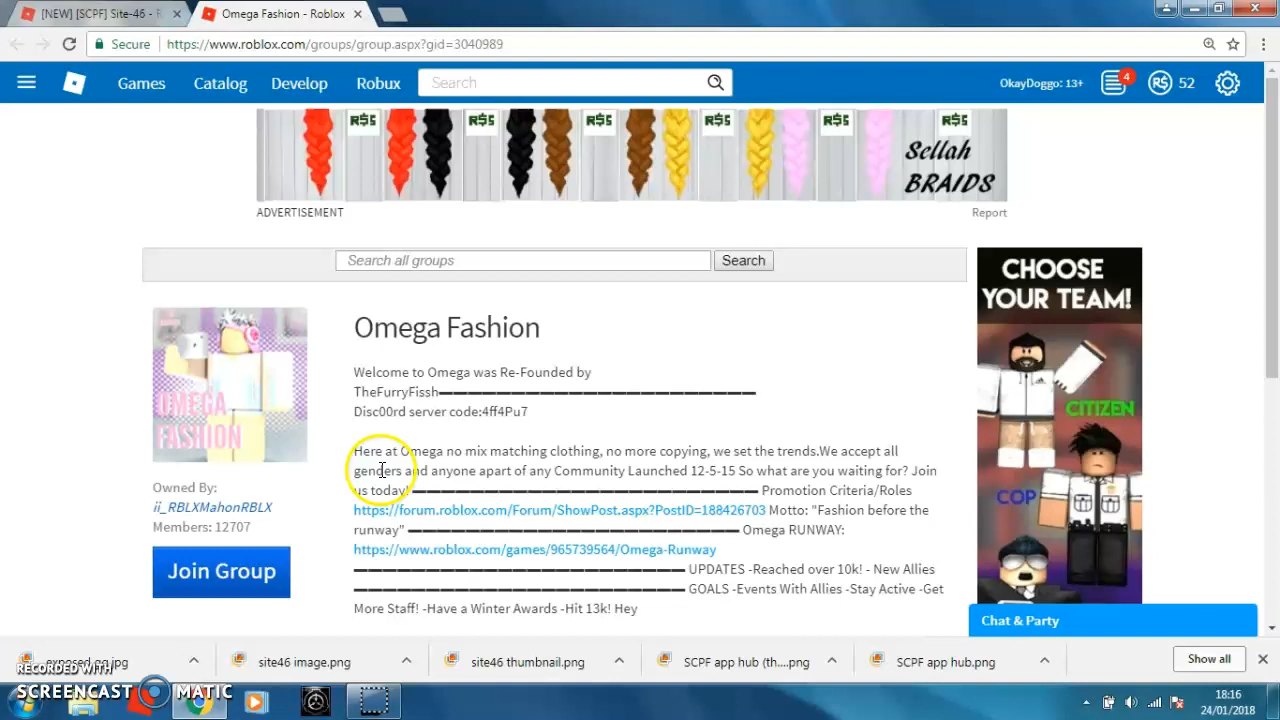 [NEW] [SCPF] Site-46 - R
Omega Fashion - Roblox
Secure
https://www.roblox.com/groups/group.aspx?gid=3040989
Games
Catalog
Develop
Robux
Search
OkayDoggo: 13+
4
R$
52
R$ R$ R$ R$ R$ R$
Sellah
BRAIDS
ADVERTISEMENT
Report
Search all groups
Search
OMEGA
FASHION
Owned By:
ii_RBLXMahonRBLX
Members: 12707
Join Group
Omega Fashion
Welcome to Omega was Re-Founded by
TheFurryFissh▬▬▬▬▬▬▬▬▬▬▬▬▬▬▬▬▬▬▬▬▬▬
Disc00rd server code:4ff4Pu7
Here at Omega no mix matching clothing, no more copying, we set the trends.We accept all
genders and anyone apart of any Community Launched 12-5-15 So what are you waiting for? Join
us today! ▬▬▬▬▬▬▬▬▬▬▬▬▬▬▬▬▬▬▬▬▬▬▬▬ Promotion Criteria/Roles
https://forum.roblox.com/Forum/ShowPost.aspx?PostID=188426703 Motto: "Fashion before the
runway" ▬▬▬▬▬▬▬▬▬▬▬▬▬▬▬▬▬▬▬▬▬▬▬ Omega RUNWAY:
https://www.roblox.com/games/965739564/Omega-Runway
▬▬▬▬▬▬▬▬▬▬▬▬▬▬▬▬▬▬▬▬▬▬▬ UPDATES -Reached over 10k! - New Allies
▬▬▬▬▬▬▬▬▬▬▬▬▬▬▬▬▬▬▬▬▬▬▬ GOALS -Events With Allies -Stay Active -Get
More Staff! -Have a Winter Awards -Hit 13k! Hey
CHOOSE
YOUR TEAM!
CITIZEN
COP
Chat & Party
site46 image.png
site46 thumbnail.png
SCPF app hub (th....png
SCPF app hub.png
Show all
RECORDED WITH
SCREENCAST MATIC
18:16
24/01/2018